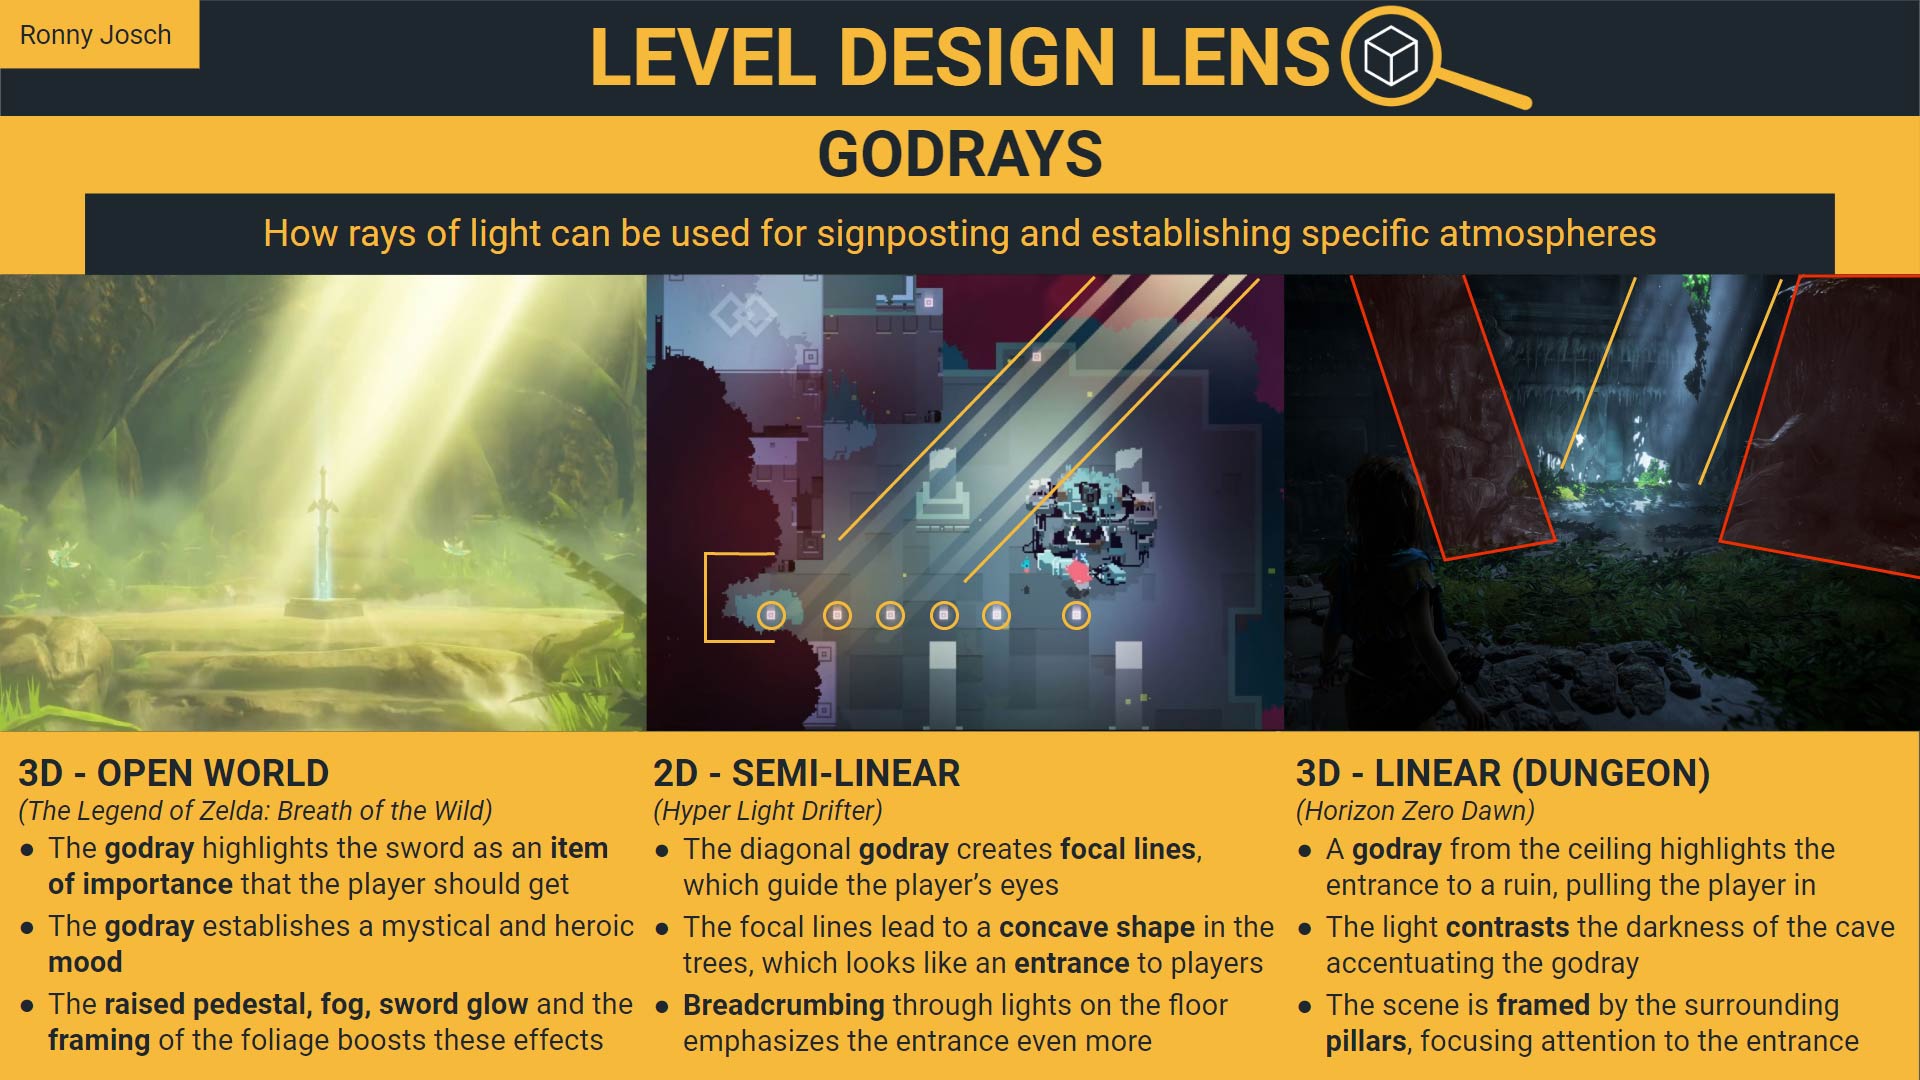 Ronny Josch
LEVEL DESIGN LENS
GODRAYS
How rays of light can be used for signposting and establishing specific atmospheres
3D - OPEN WORLD
(The Legend of Zelda: Breath of the Wild)
● The godray highlights the sword as an item
of importance that the player should get
● The godray establishes a mystical and heroic
mood
● The raised pedestal, fog, sword glow and the
framing of the foliage boosts these effects
2D - SEMI-LINEAR
(Hyper Light Drifter)
● The diagonal godray creates focal lines,
which guide the player’s eyes
● The focal lines lead to a concave shape in the
trees, which looks like an entrance to players
● Breadcrumbing through lights on the floor
emphasizes the entrance even more
3D - LINEAR (DUNGEON)
(Horizon Zero Dawn)
● A godray from the ceiling highlights the
entrance to a ruin, pulling the player in
● The light contrasts the darkness of the cave
accentuating the godray
● The scene is framed by the surrounding
pillars, focusing attention to the entrance